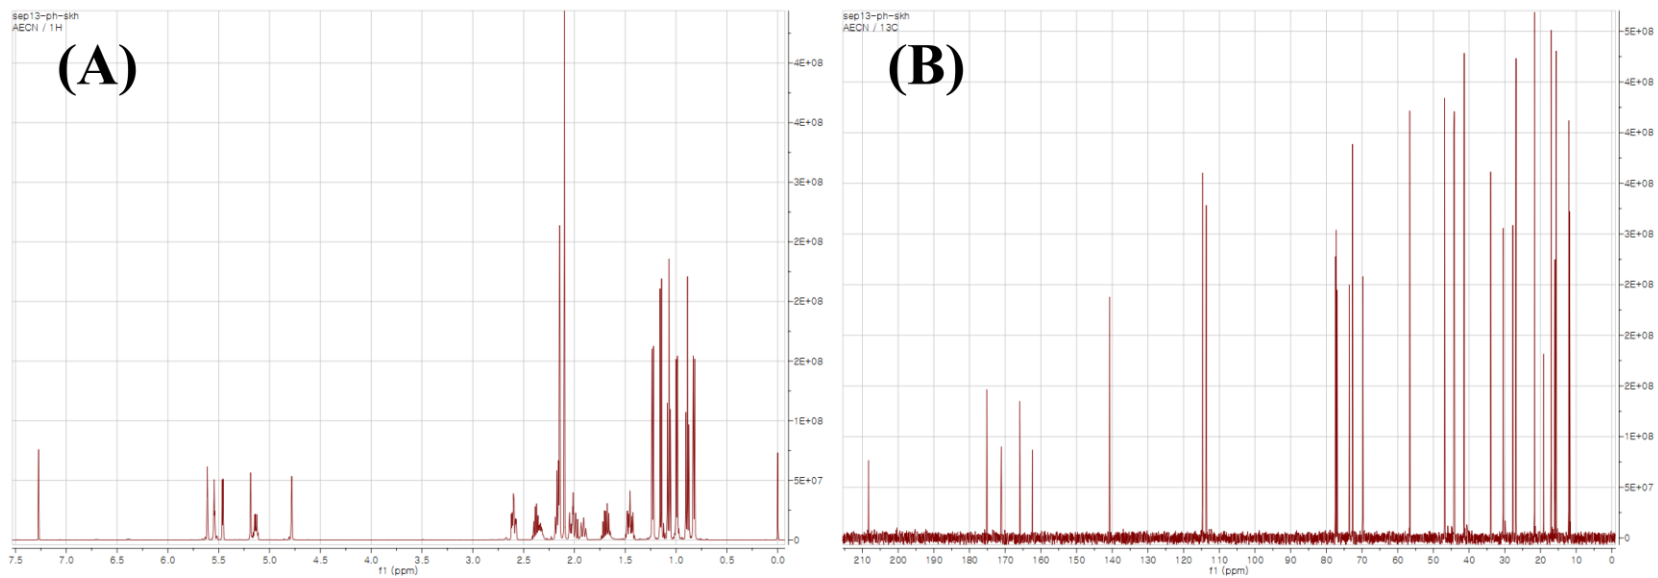 sep13-ph-skh
AECN / 1H
(A)
4E+08
4E+08
3E+08
2E+08
2E+08
2E+08
1E+08
5E+07
0
7.5 7.0 6.5 6.0 5.5 5.0 4.5 4.0 3.5 3.0 2.5 2.0 1.5 1.0 0.5 0.0
f1 (ppm)
sep13-ph-skh
AECN / 13C
(B)
5E+08
4E+08
4E+08
4E+08
3E+08
2E+08
2E+08
1E+08
5E+07
0
210 200 190 180 170 160 150 140 130 120 110 100 90 80 70 60 50 40 30 20 10 0
f1 (ppm)